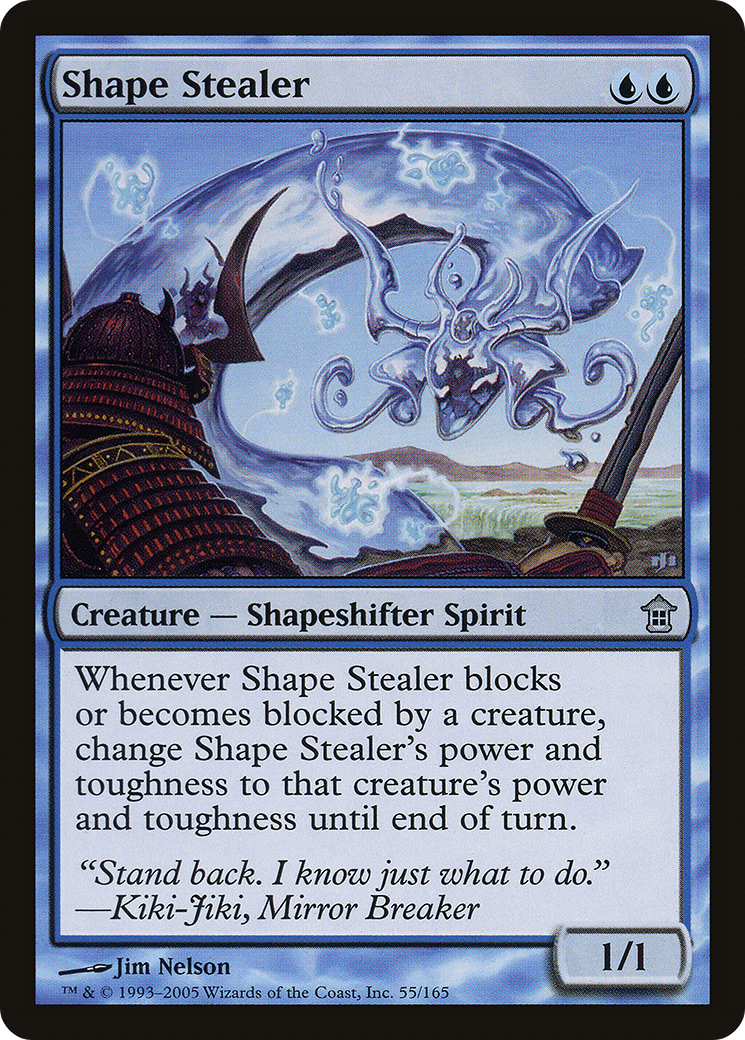 Shape Stealer
Creature — Shapeshifter Spirit
Whenever Shape Stealer blocks
or becomes blocked by a creature,
change Shape Stealer's power and
toughness to that creature's power
and toughness until end of turn.
“Stand back. I know just what to do.”
—Kiki-Jiki, Mirror Breaker
1/1
Jim Nelson
™ & © 1993–2005 Wizards of the Coast, Inc. 55/165